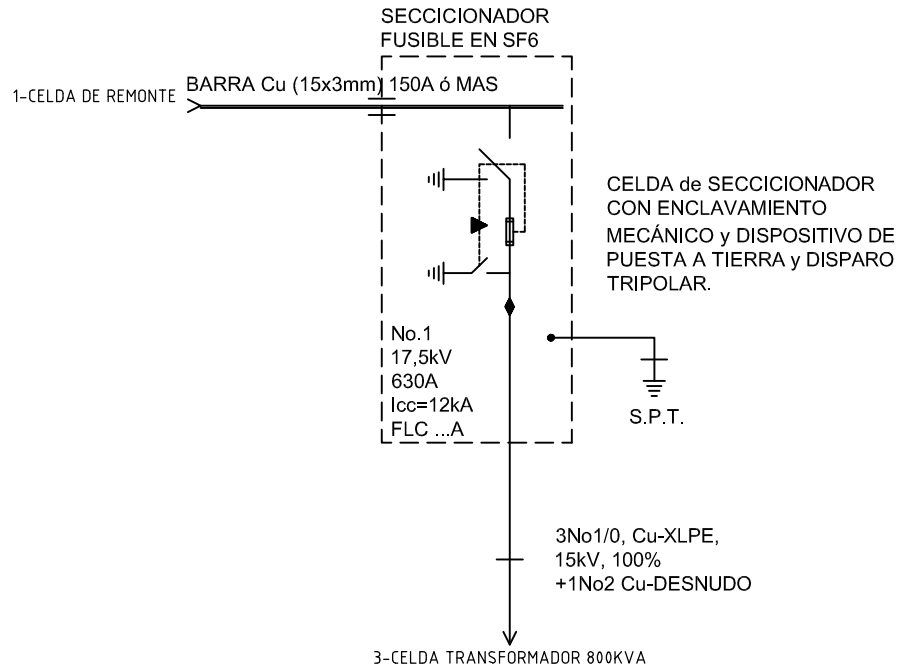 SECCICIONADOR
FUSIBLE EN SF6
BARRA Cu (15x3mm) 150A ó MAS
1-CELDA DE REMONTE
CELDA de SECCICIONADOR
CON ENCLAVAMIENTO
MECÁNICO y DISPOSITIVO DE
PUESTA A TIERRA y DISPARO
TRIPOLAR.
No.1
17,5kV
630A
Icc=12kA
FLC ...A
S.P.T.
3No1/0, Cu-XLPE,
15kV, 100%
+1No2 Cu-DESNUDO
3-CELDA TRANSFORMADOR 800KVA